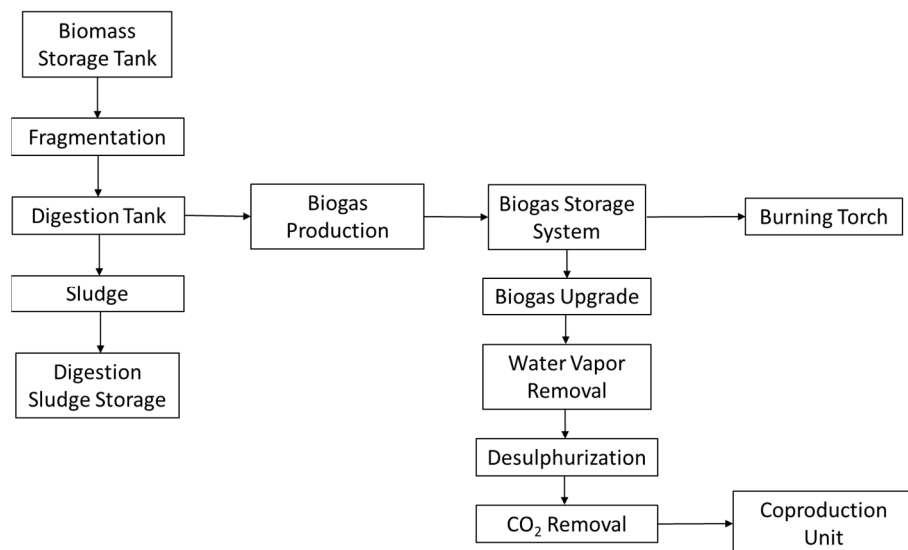 Biomass
Storage Tank
Fragmentation
Digestion Tank
Sludge
Digestion
Sludge Storage
Biogas
Production
Biogas Storage
System
Burning Torch
Biogas Upgrade
Water Vapor
Removal
Desulphurization
CO₂ Removal
Coproduction
Unit